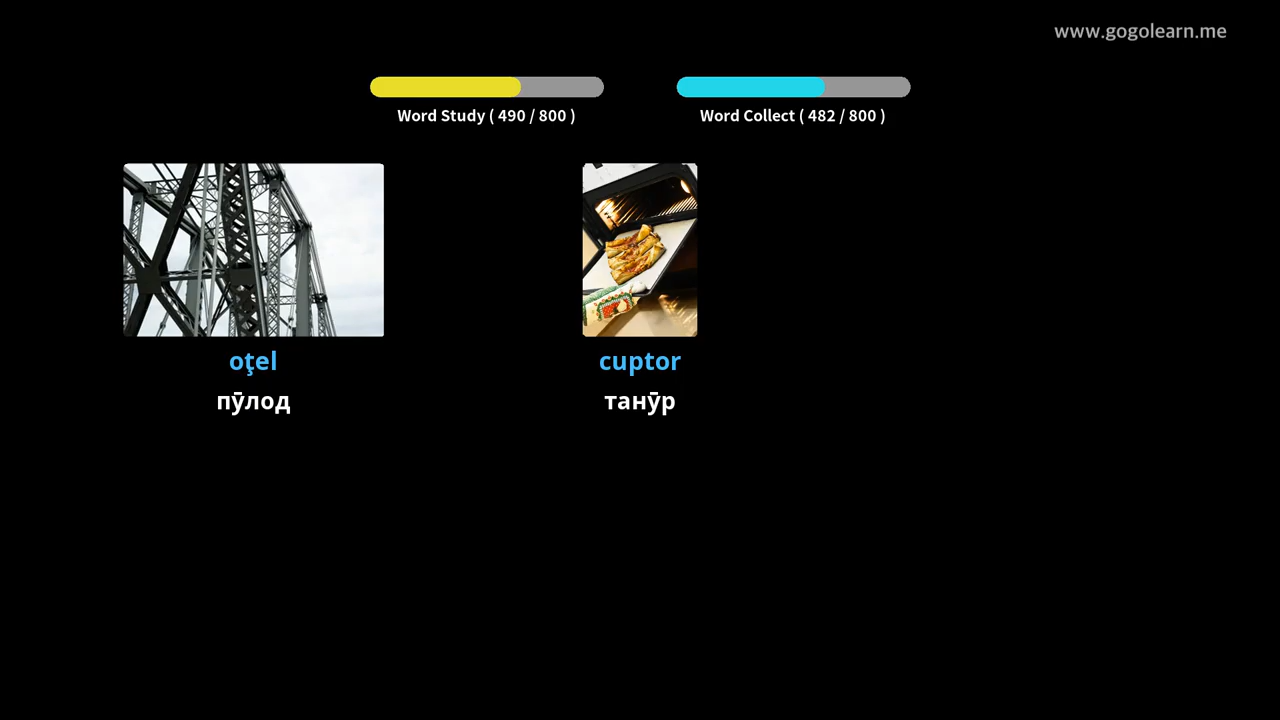 www.gogolearn.me
Word Study ( 490 / 800 )
Word Collect ( 482 / 800 )
oţel
cuptor
пӯлод
танӯр